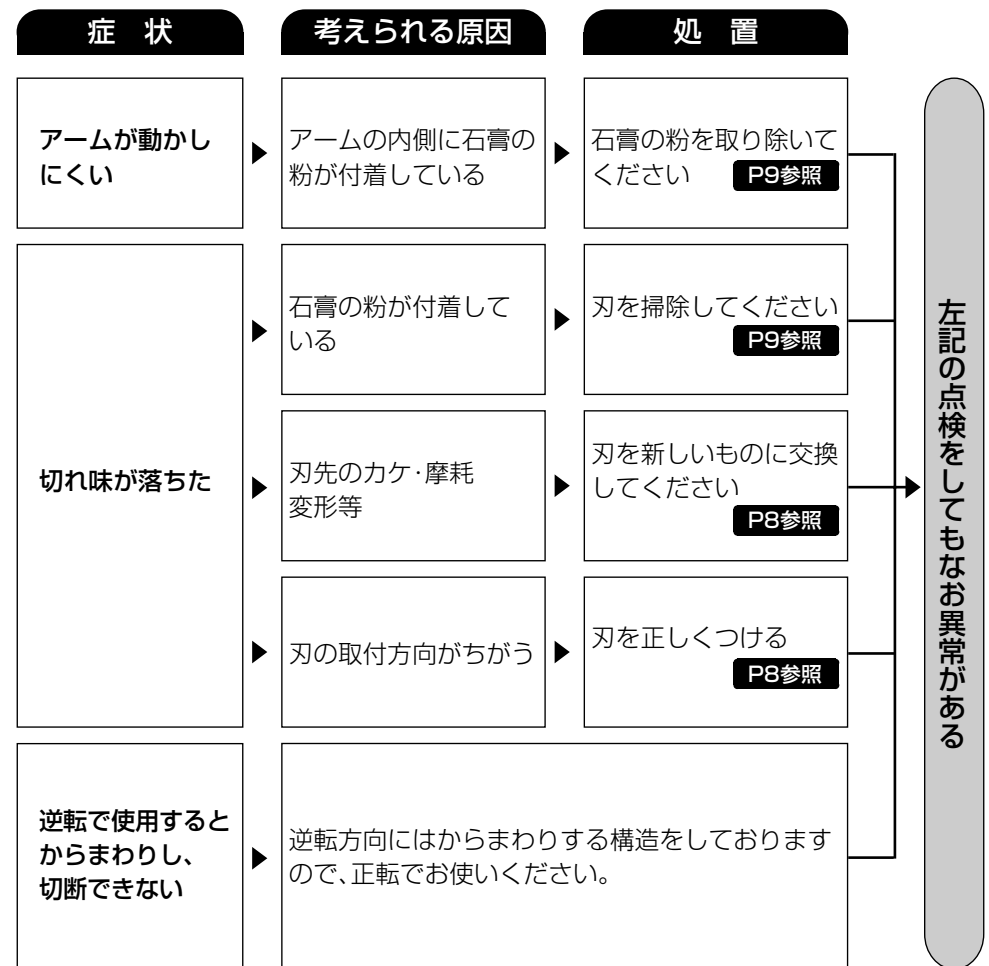 症 状
考えられる原因
処 置
アームが動かし
にくい
アームの内側に石膏の
粉が付着している
石膏の粉を取り除いて
ください P9参照
切れ味が落ちた
石膏の粉が付着して
いる
刃を掃除してください
P9参照
刃先のカケ・摩耗
変形等
刃を新しいものに交換
してください
P8参照
刃の取付方向がちがう
刃を正しくつける
P8参照
逆転で使用すると
からまわりし、
切断できない
逆転方向にはからまわりする構造をしております
ので、正転でお使いください。
左記の点検をしてもなお異常がある